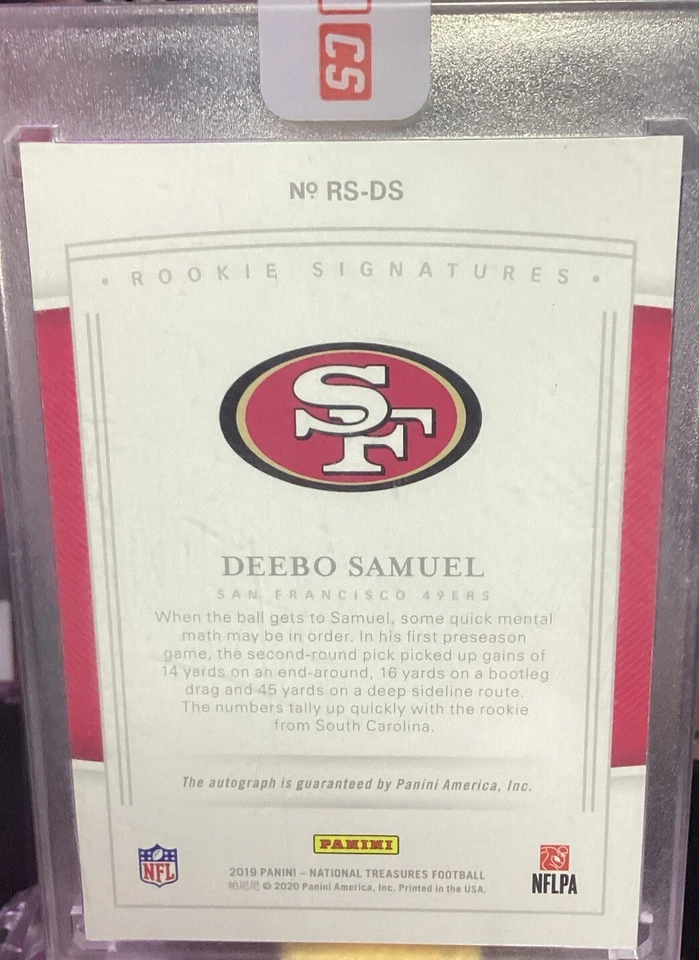 CS
Nº RS-DS
• ROOKIE SIGNATURES •
SF
DEEBO SAMUEL
SAN FRANCISCO 49ERS
When the ball gets to Samuel, some quick mental
math may be in order. In his first preseason
game, the second-round pick picked up gains of
14 yards on an end-around, 16 yards on a bootleg
drag and 45 yards on a deep sideline route.
The numbers tally up quickly with the rookie
from South Carolina.
The autograph is guaranteed by Panini America, Inc.
PANINI
NFL
2019 PANINI – NATIONAL TREASURES FOOTBALL
帕尼尼 © 2020 Panini America, Inc. Printed in the USA.
NFLPA